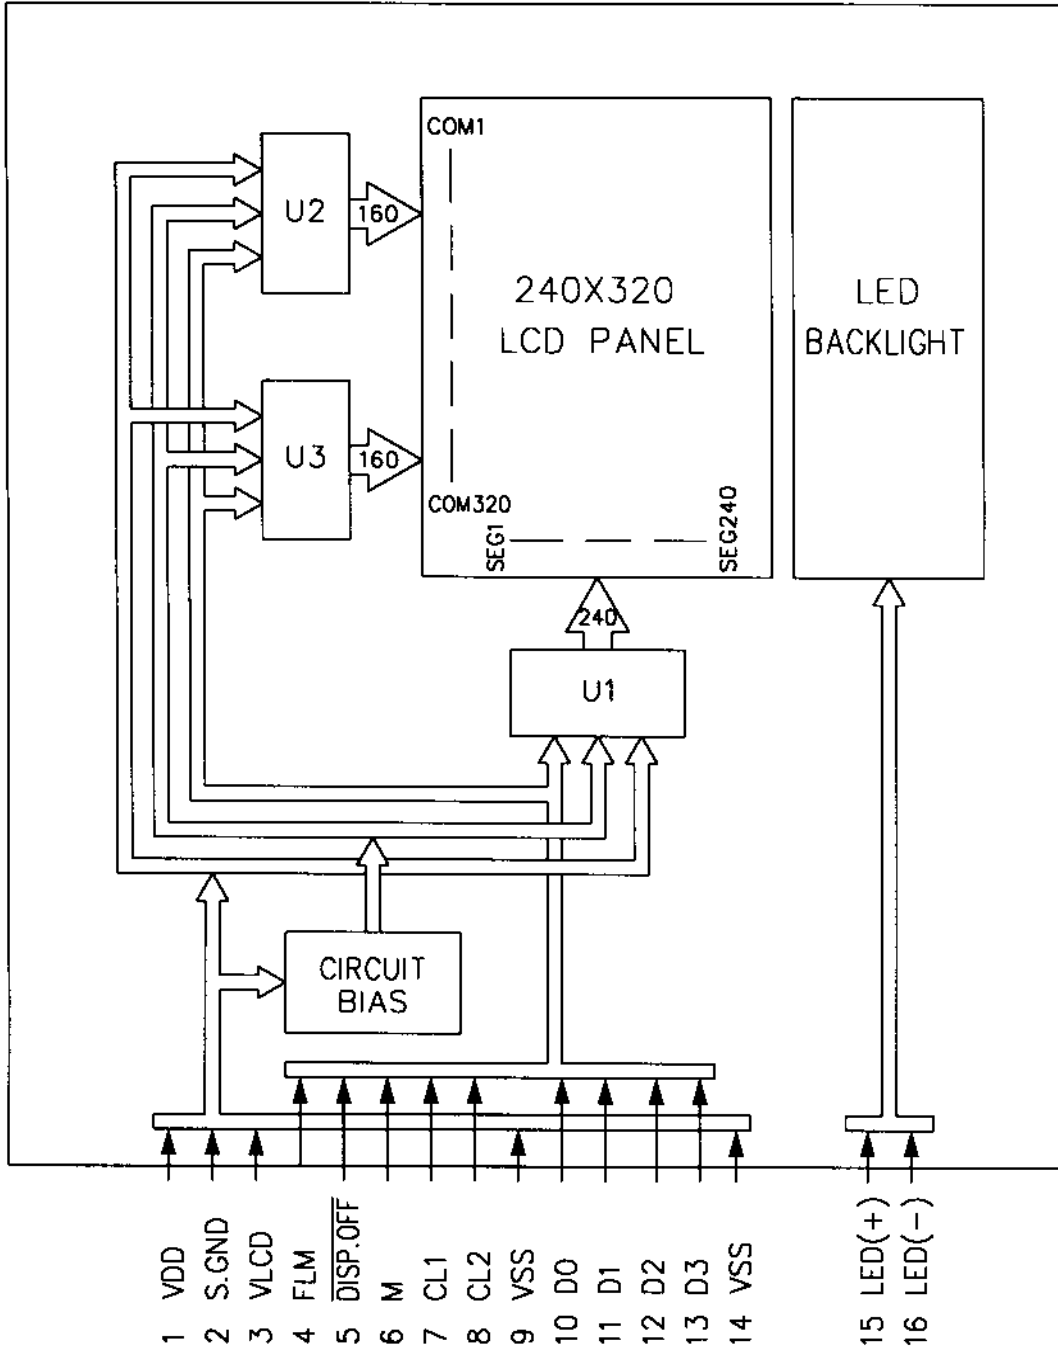 COM1
U2
160
240X320
LCD PANEL
LED
BACKLIGHT
U3
160
COM320
SEG1
SEG240
240
U1
CIRCUIT
BIAS
1 VDD
2 S.GND
3 VLCD
4 FLM
5 DISP.OFF
6 M
7 CL1
8 CL2
9 VSS
10 D0
11 D1
12 D2
13 D3
14 VSS
15 LED(+)
16 LED(-)